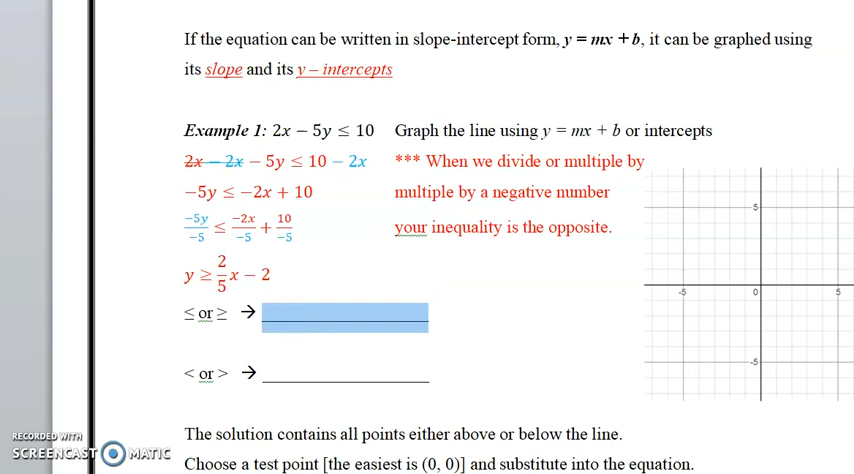 If the equation can be written in slope-intercept form, y = mx + b, it can be graphed using
its slope and its y – intercepts
Example 1: 2x − 5y ≤ 10 Graph the line using y = mx + b or intercepts
2x − 2x − 5y ≤ 10 − 2x *** When we divide or multiple by
−5y ≤ −2x + 10 multiple by a negative number
−5y/−5 ≤ −2x/−5 + 10/−5 your inequality is the opposite.
y ≥ 2/5 x − 2
≤ or ≥ →
< or > →
5
-5 0 5
-5
The solution contains all points either above or below the line.
Choose a test point [the easiest is (0, 0)] and substitute into the equation.
RECORDED WITH
SCREENCAST MATIC